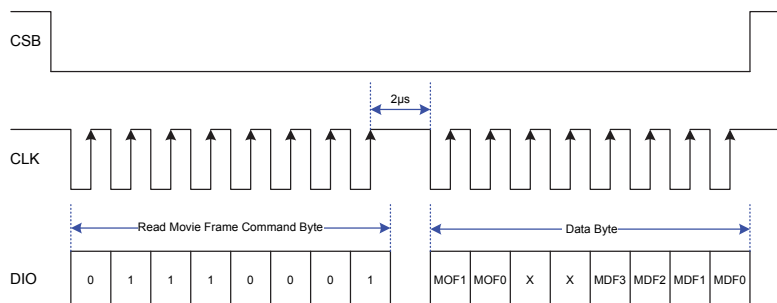 CSB
2µs
CLK
Read Movie Frame Command Byte
Data Byte
DIO
0 1 1 1 0 0 0 1 MOF1 MOF0 X X MDF3 MDF2 MDF1 MDF0